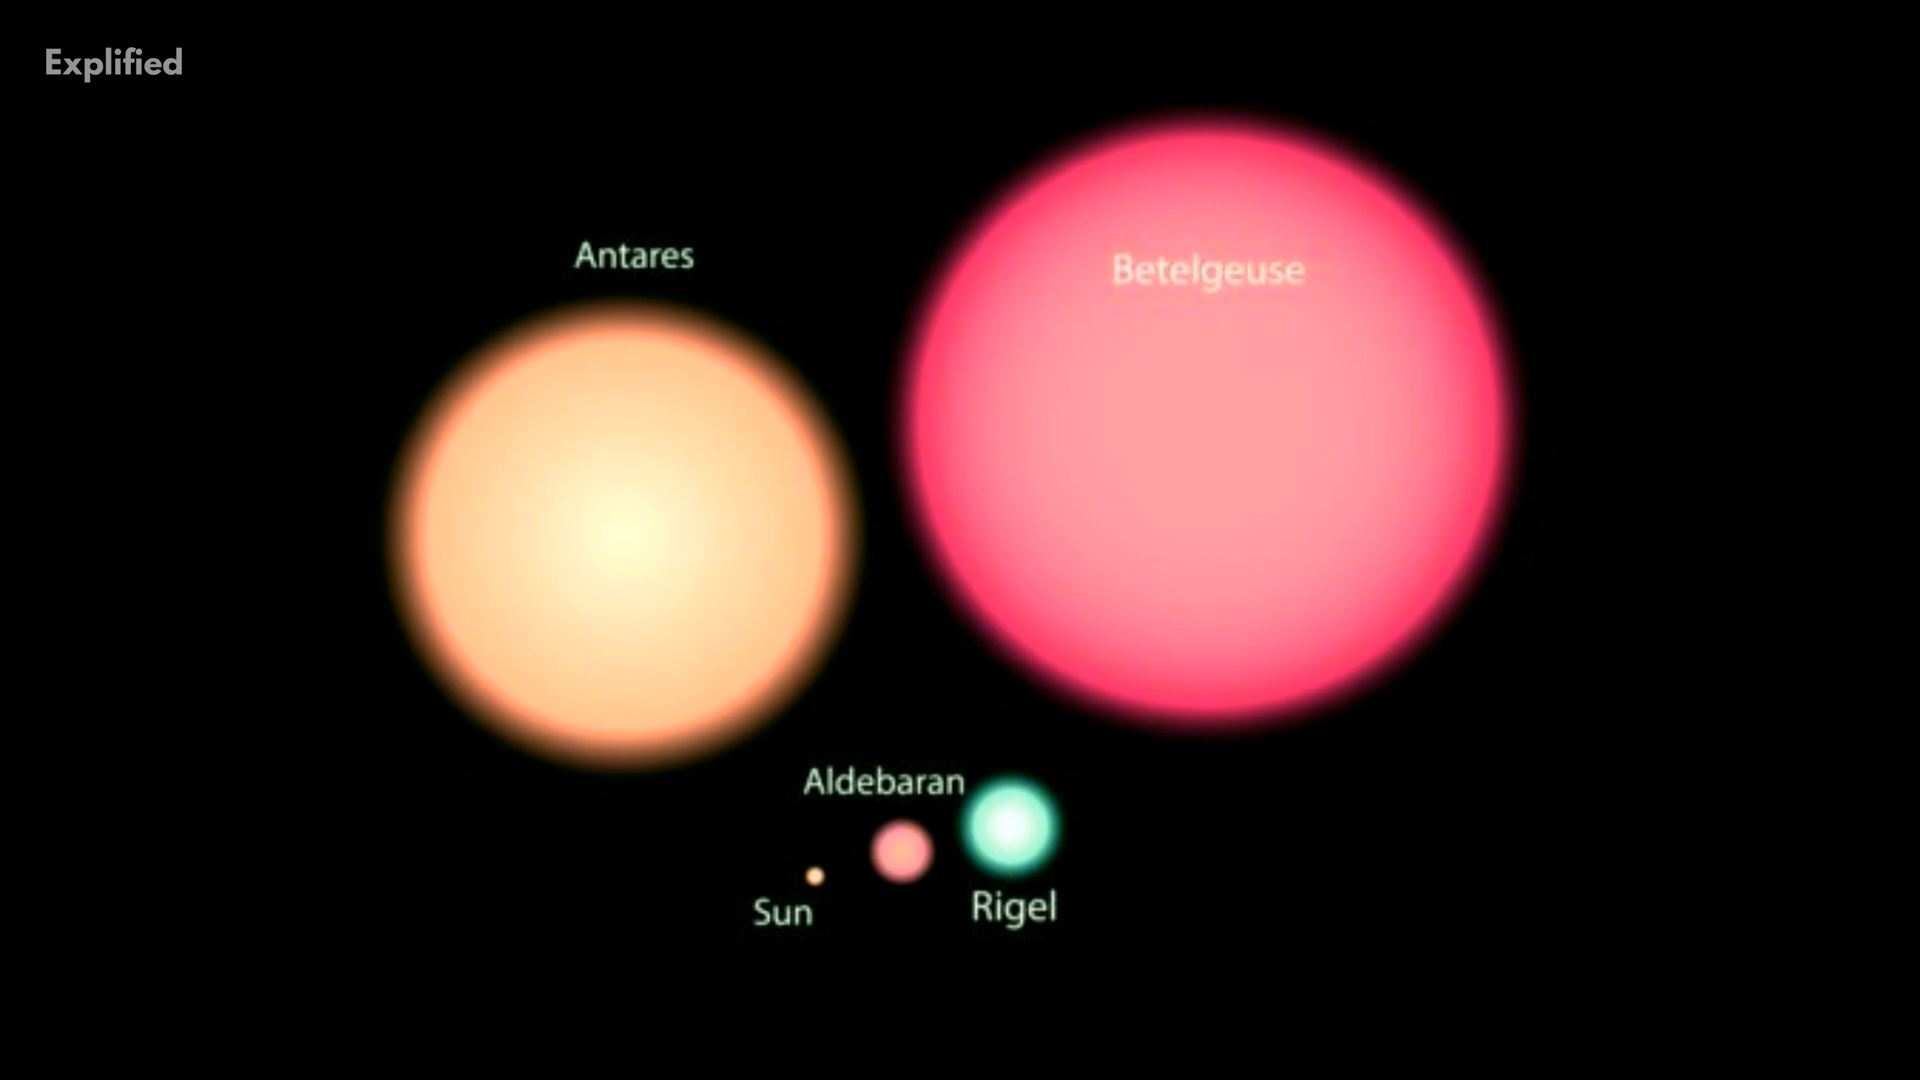 Explified
Antares
Betelgeuse
Aldebaran
Sun
Rigel